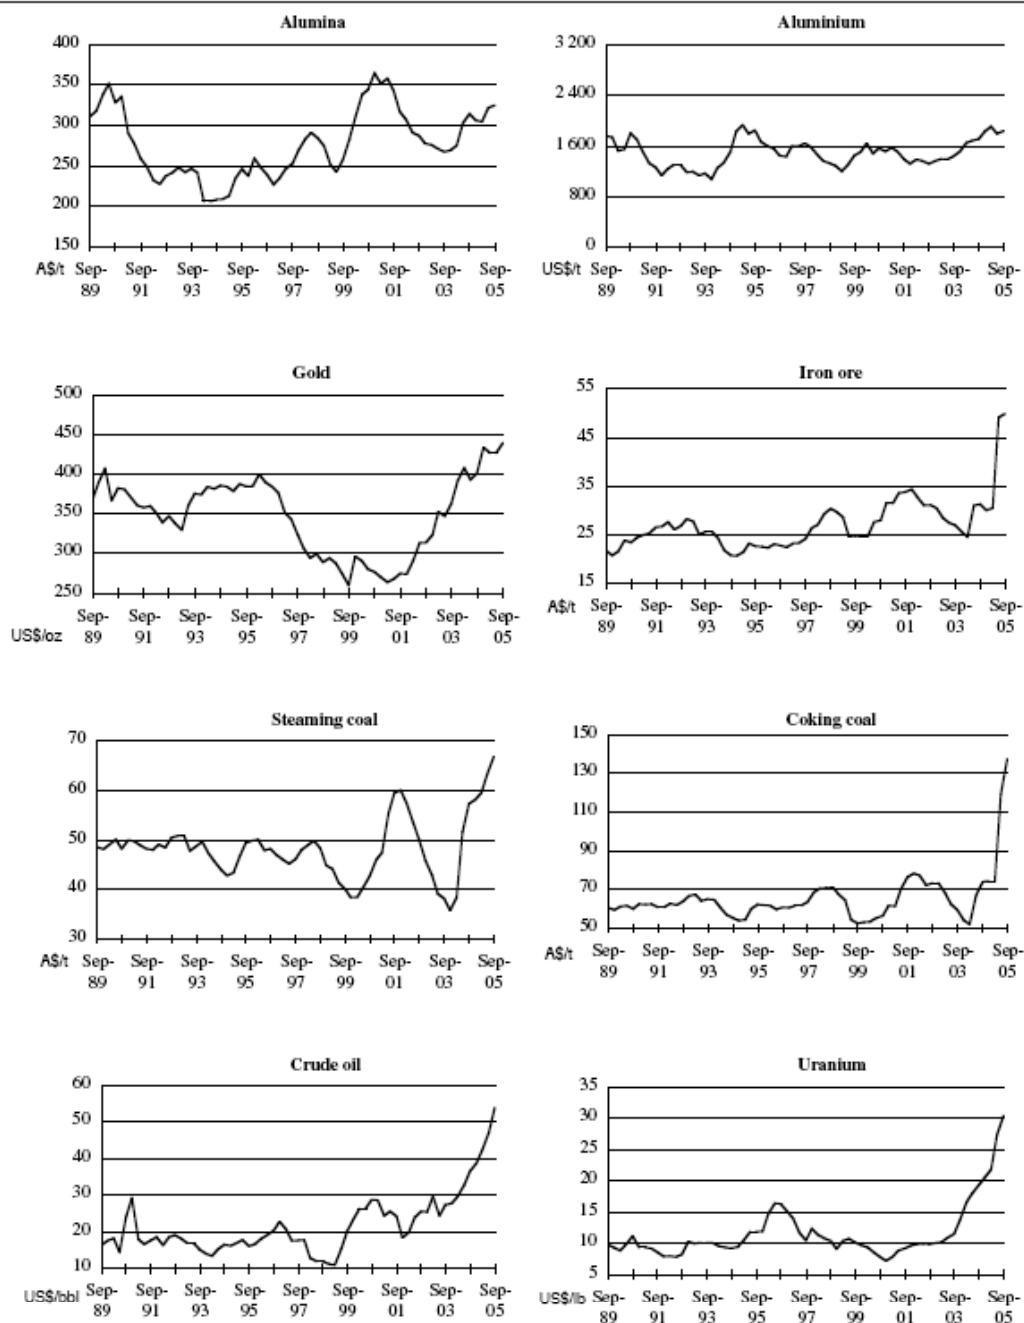 Alumina
400
350
300
250
200
150
A$/t Sep- Sep- Sep- Sep- Sep- Sep- Sep- Sep- Sep-
89 91 93 95 97 99 01 03 05
Aluminium
3 200
2 400
1 600
800
0
US$/t Sep- Sep- Sep- Sep- Sep- Sep- Sep- Sep- Sep-
89 91 93 95 97 99 01 03 05
Gold
500
450
400
350
300
250
Sep- Sep- Sep- Sep- Sep- Sep- Sep- Sep- Sep-
US$/oz 89 91 93 95 97 99 01 03 05
Iron ore
55
45
35
25
15
A$/t Sep- Sep- Sep- Sep- Sep- Sep- Sep- Sep- Sep-
89 91 93 95 97 99 01 03 05
Steaming coal
70
60
50
40
30
A$/t Sep- Sep- Sep- Sep- Sep- Sep- Sep- Sep- Sep-
89 91 93 95 97 99 01 03 05
Coking coal
150
130
110
90
70
50
A$/t Sep- Sep- Sep- Sep- Sep- Sep- Sep- Sep- Sep-
89 91 93 95 97 99 01 03 05
Crude oil
60
50
40
30
20
10
US$/bbl Sep- Sep- Sep- Sep- Sep- Sep- Sep- Sep- Sep-
89 91 93 95 97 99 01 03 05
Uranium
35
30
25
20
15
10
5
US$/lb Sep- Sep- Sep- Sep- Sep- Sep- Sep- Sep- Sep-
89 91 93 95 97 99 01 03 05